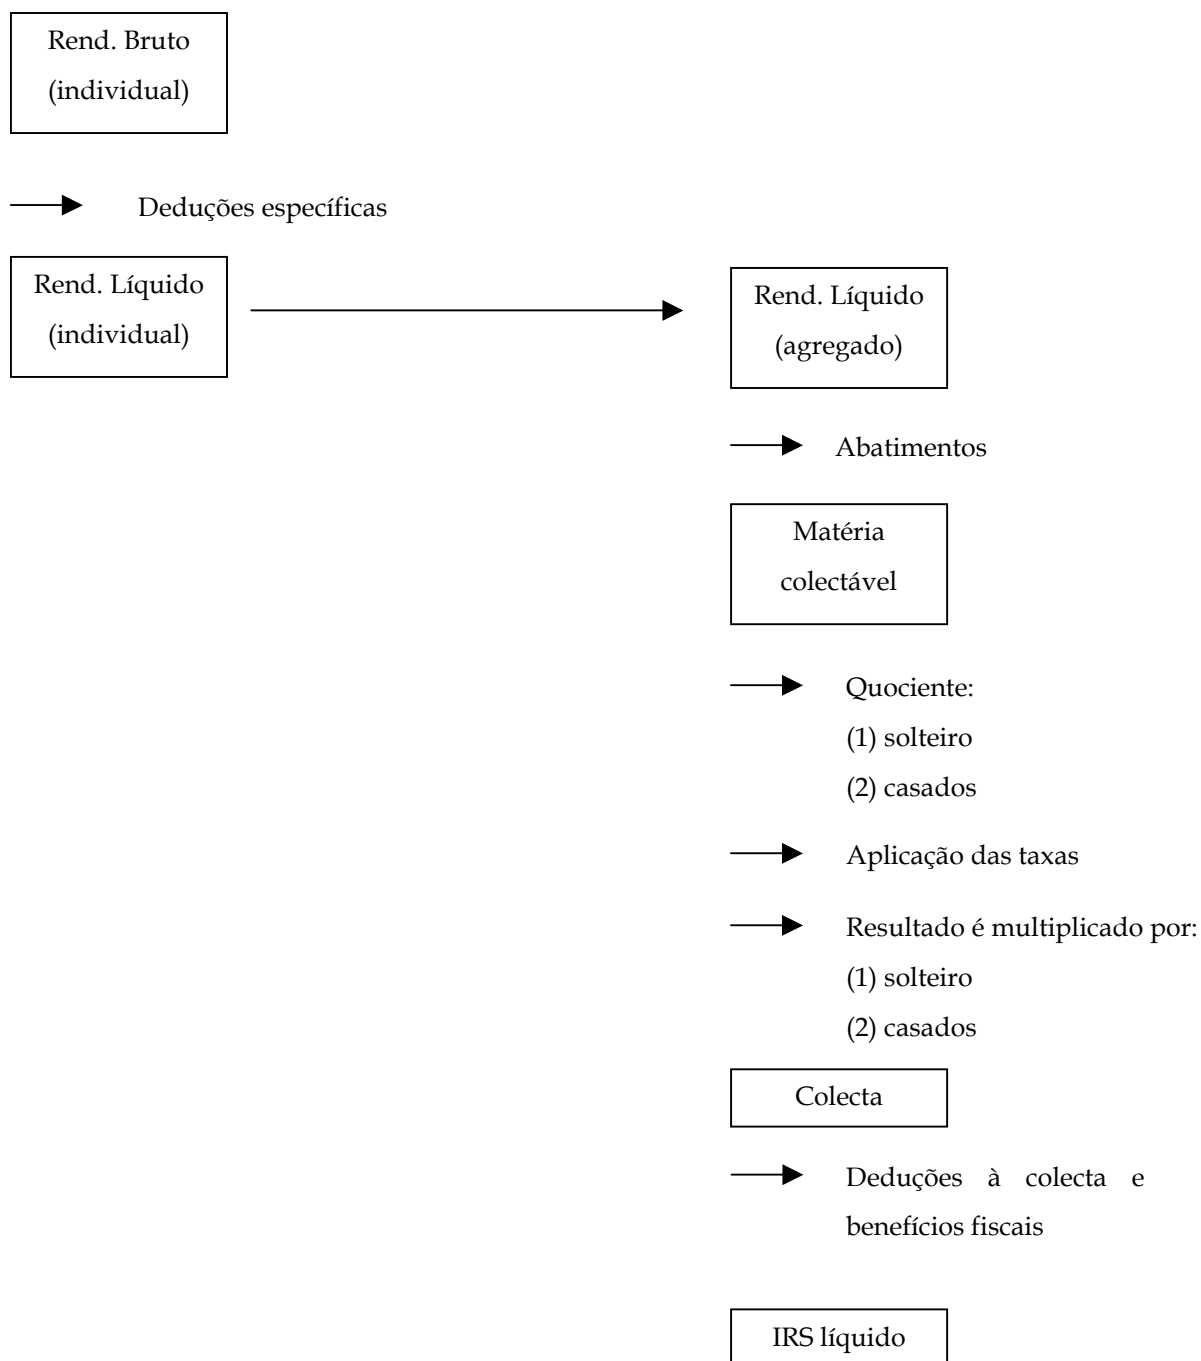 Rend. Bruto
(individual)
Deduções específicas
Rend. Líquido
(individual)
Rend. Líquido
(agregado)
Abatimentos
Matéria
colectável
Quociente:
(1) solteiro
(2) casados
Aplicação das taxas
Resultado é multiplicado por:
(1) solteiro
(2) casados
Colecta
Deduções à colecta e
benefícios fiscais
IRS líquido